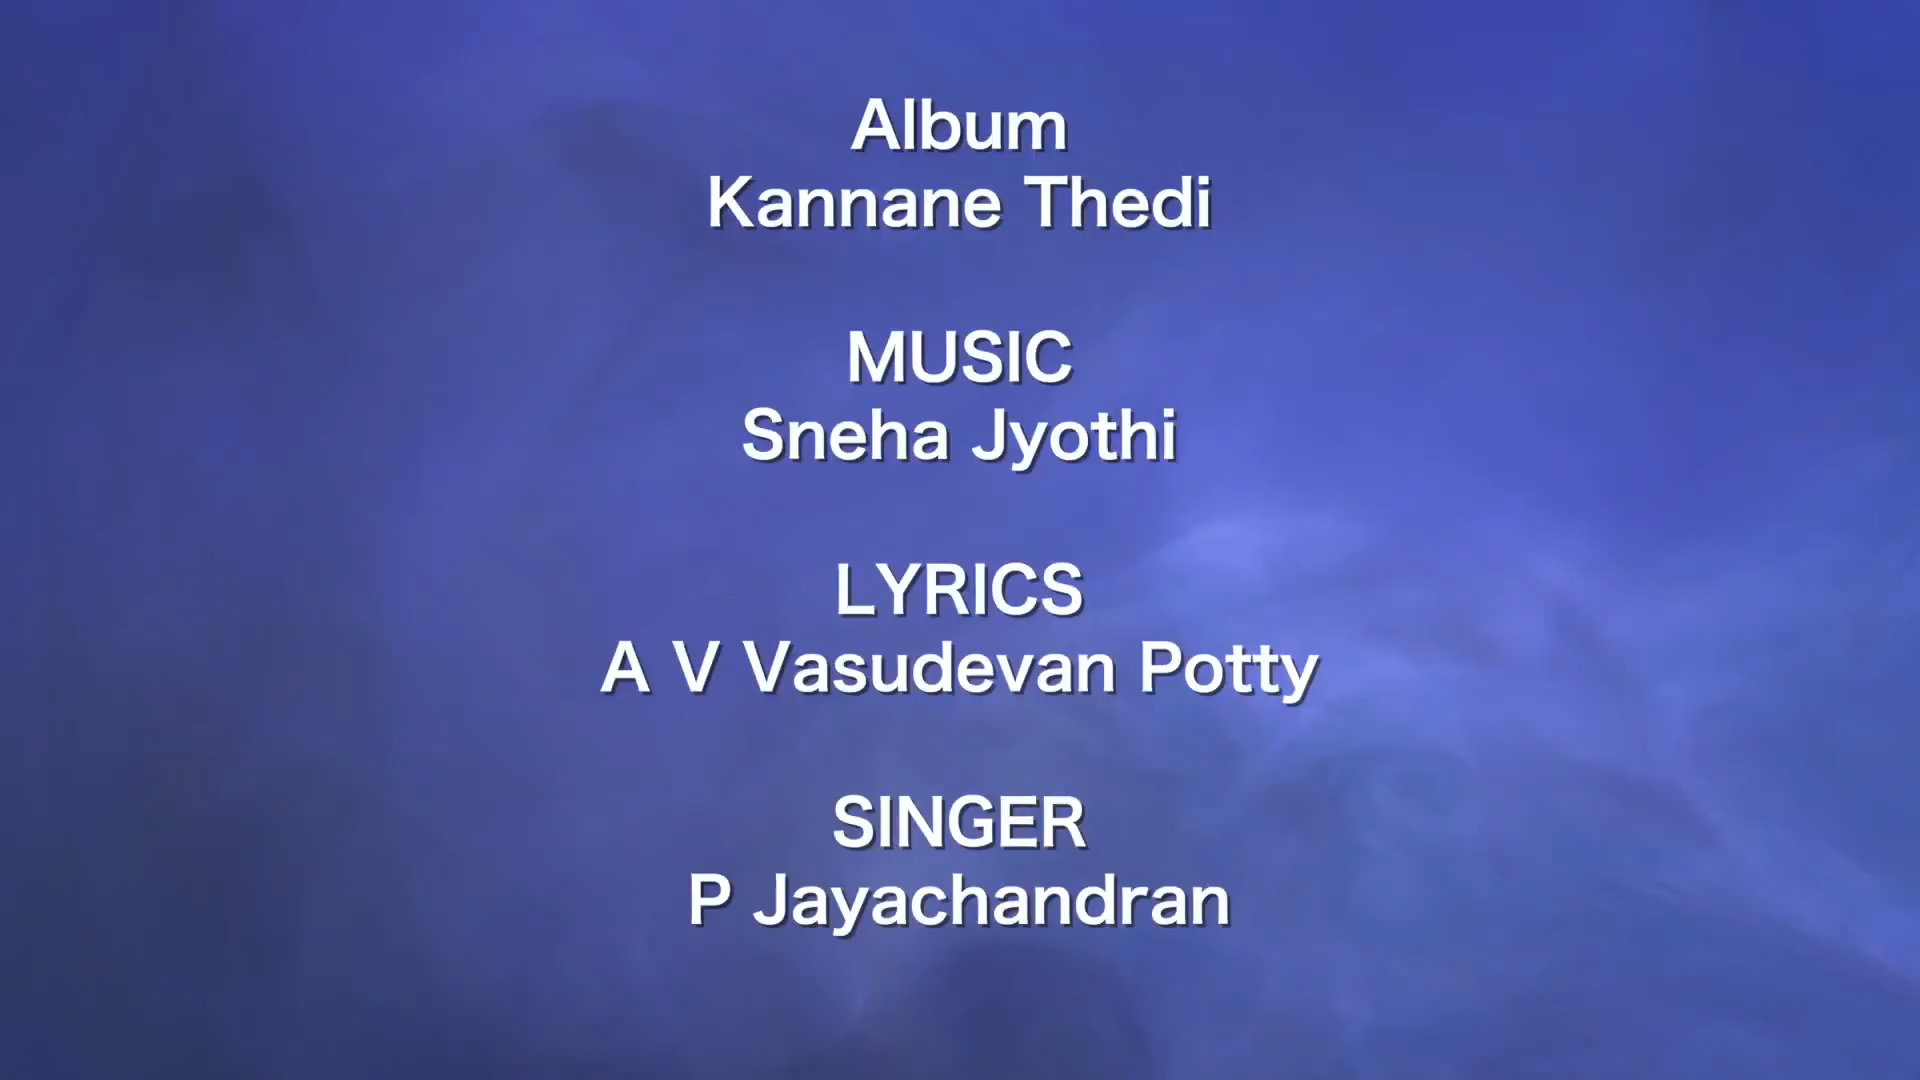 Album
Kannane Thedi
MUSIC
Sneha Jyothi
LYRICS
A V Vasudevan Potty
SINGER
P Jayachandran